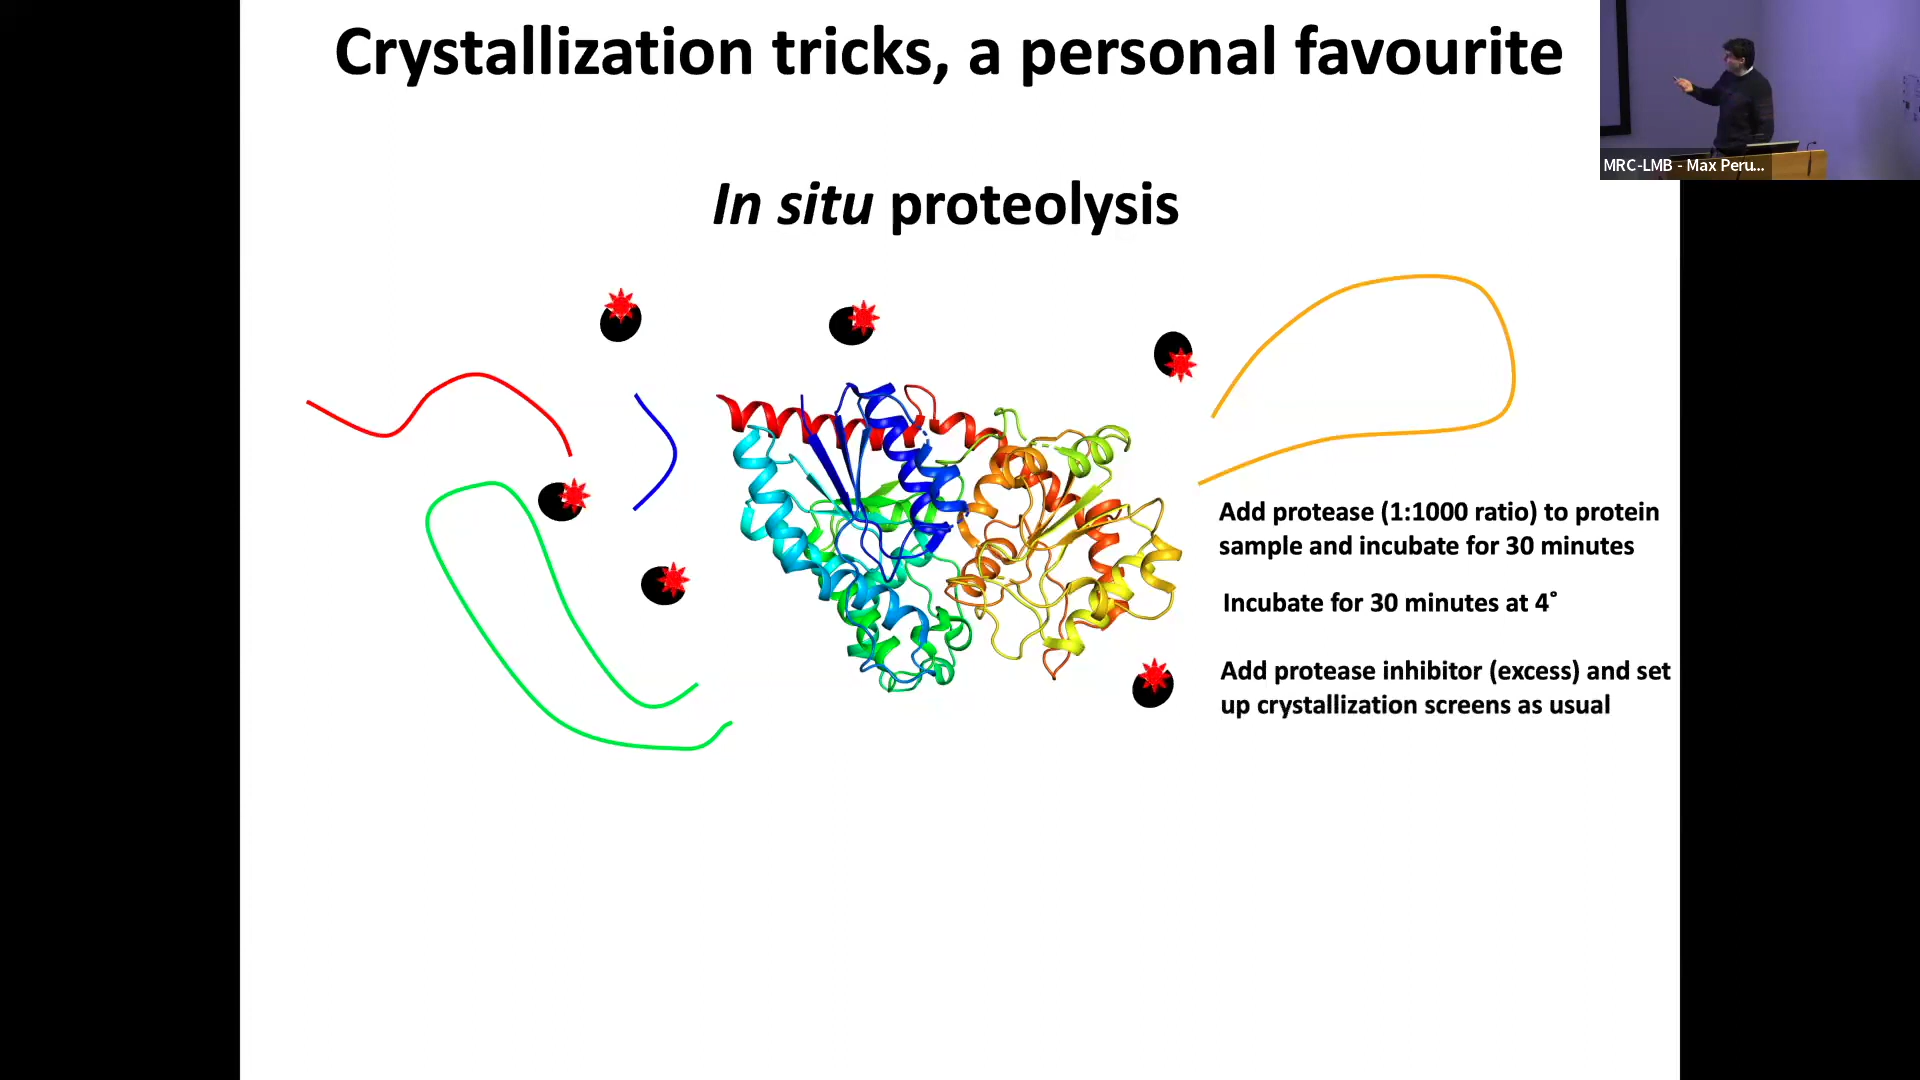 Crystallization tricks, a personal favourite
MRC-LMB - Max Peru...
In situ proteolysis
Add protease (1:1000 ratio) to protein
sample and incubate for 30 minutes
Incubate for 30 minutes at 4°
Add protease inhibitor (excess) and set
up crystallization screens as usual